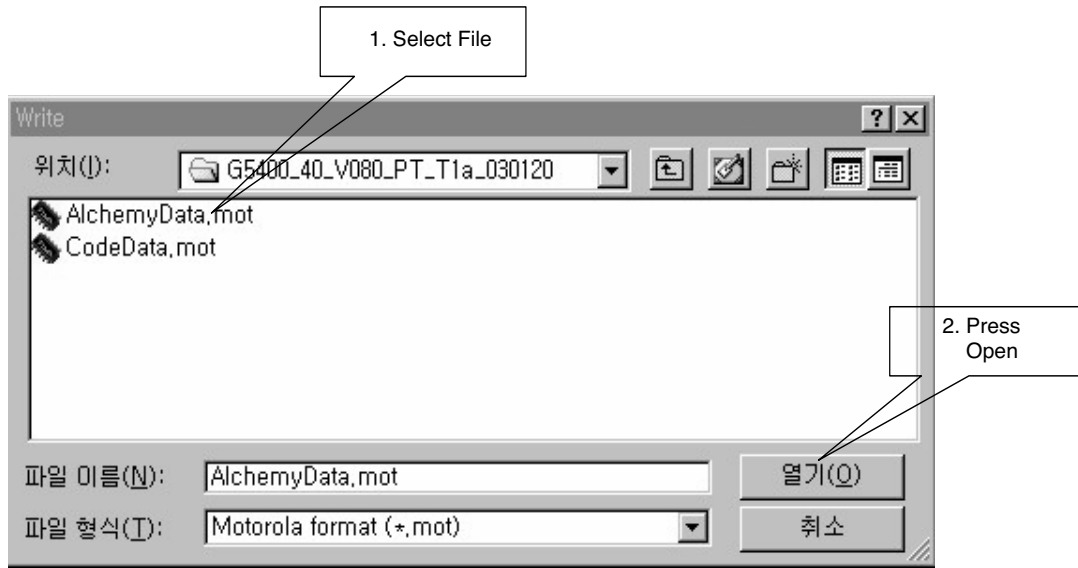 1. Select File
Write
위치(I):
G5400_40_V080_PT_T1a_030120
AlchemyData.mot
CodeData.mot
2. Press
Open
파일 이름(N):
AlchemyData.mot
열기(O)
파일 형식(T):
Motorola format (*.mot)
취소